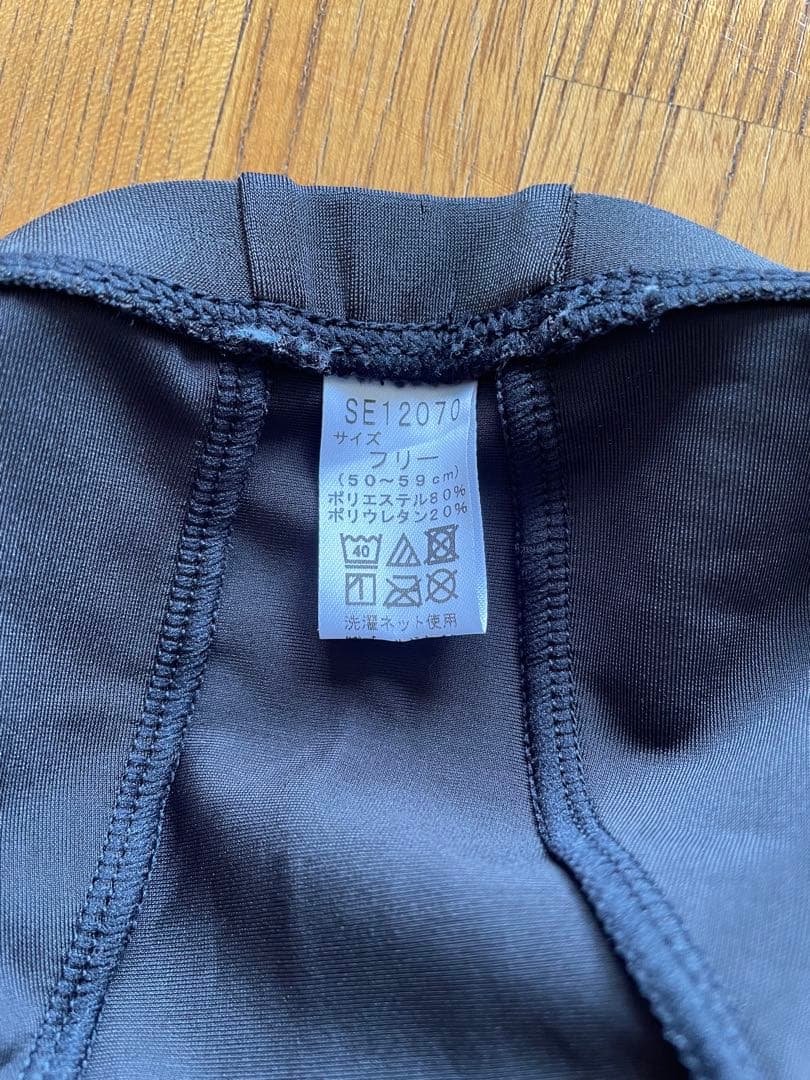 SE12070
サイズ
フリー
(50～59cm)
ポリエステル80%
ポリウレタン20%
40
洗濯ネット使用